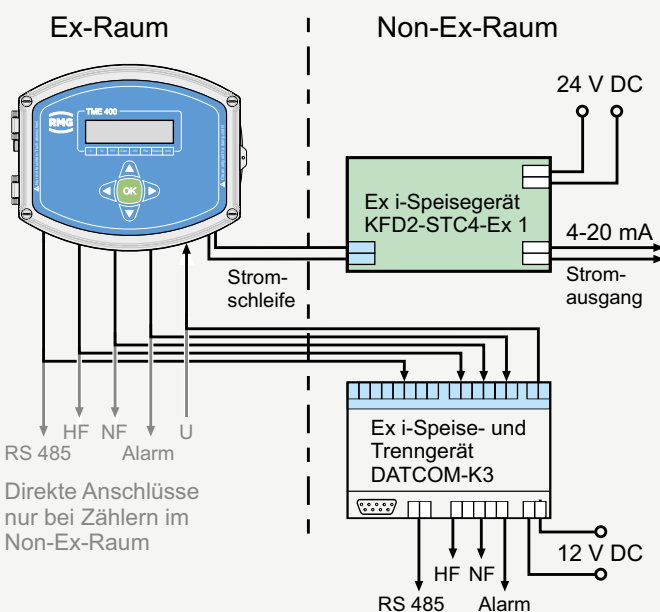 Ex-Raum
Non-Ex-Raum
24 V DC
RMG
TME 400
OK
Ex i-Speisegerät
KFD2-STC4-Ex 1
4-20 mA
Strom-
ausgang
Strom-
schleife
HF NF U
RS 485 Alarm
Direkte Anschlüsse
nur bei Zählern im
Non-Ex-Raum
Ex i-Speise- und
Trenngerät
DATCOM-K3
12 V DC
HF NF
RS 485 Alarm